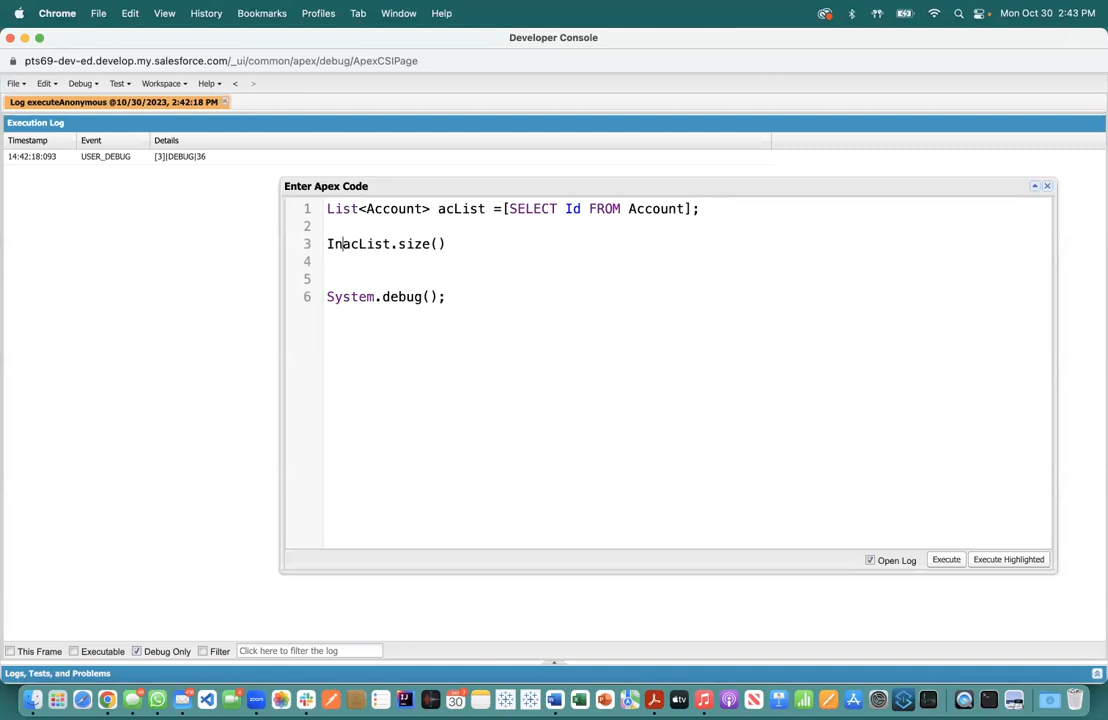 Chrome File Edit View History Bookmarks Profiles Tab Window Help Mon Oct 30 2:43 PM
Developer Console
pts69-dev-ed.develop.my.salesforce.com/_ui/common/apex/debug/ApexCSIPage
File Edit Debug Test Workspace Help < >
Log executeAnonymous @10/30/2023, 2:42:18 PM
Execution Log
Timestamp Event Details
14:42:18:093 USER_DEBUG [3]|DEBUG|36
Enter Apex Code
1 List<Account> acList =[SELECT Id FROM Account];
2
3 InacList.size()
4
5
6 System.debug();
Open Log Execute Execute Highlighted
This Frame Executable Debug Only Filter Click here to filter the log
Logs, Tests, and Problems
zoom 30